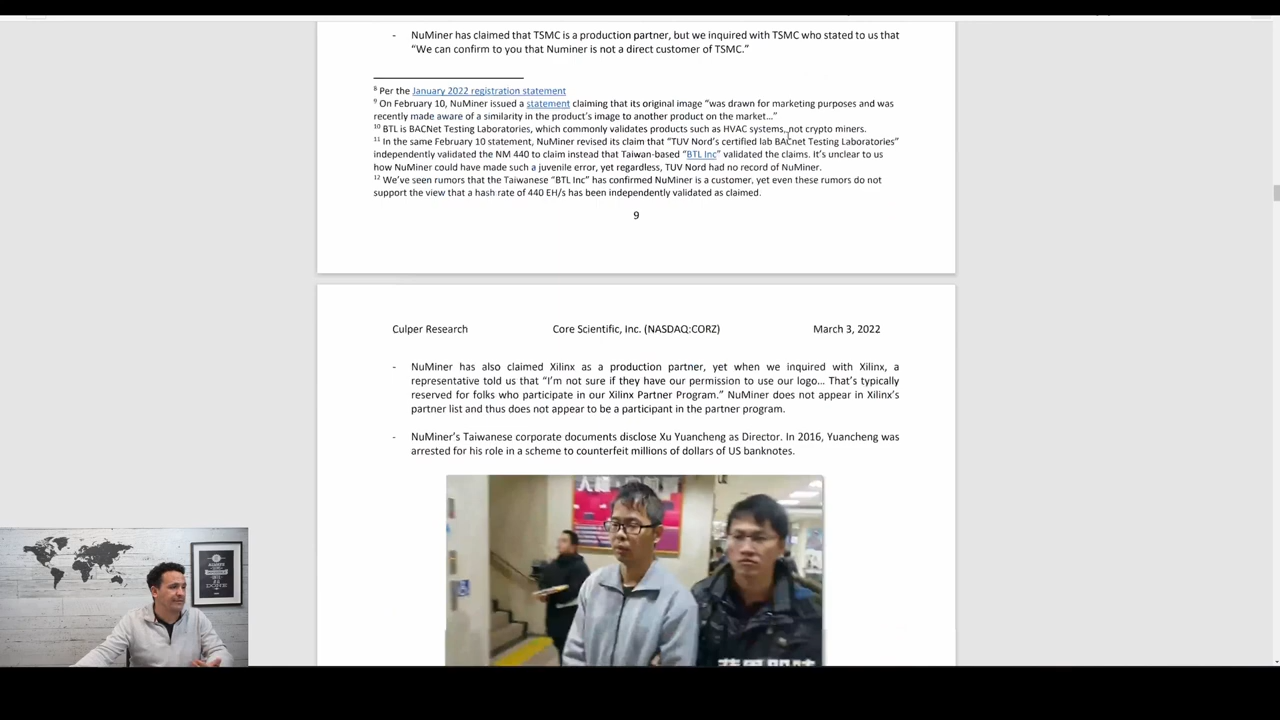 - NuMiner has claimed that TSMC is a production partner, but we inquired with TSMC who stated to us that
“We can confirm to you that Numiner is not a direct customer of TSMC.”
8 Per the January 2022 registration statement
9 On February 10, NuMiner issued a statement claiming that its original image “was drawn for marketing purposes and was
recently made aware of a similarity in the product’s image to another product on the market…”
10 BTL is BACNet Testing Laboratories, which commonly validates products such as HVAC systems, not crypto miners.
11 In the same February 10 statement, NuMiner revised its claim that “TUV Nord’s certified lab BACnet Testing Laboratories”
independently validated the NM 440 to claim instead that Taiwan-based “BTL Inc” validated the claims. It’s unclear to us
how NuMiner could have made such a juvenile error, yet regardless, TUV Nord had no record of NuMiner.
12 We’ve seen rumors that the Taiwanese “BTL Inc” has confirmed NuMiner is a customer, yet even these rumors do not
support the view that a hash rate of 440 EH/s has been independently validated as claimed.
9
Culper Research Core Scientific, Inc. (NASDAQ:CORZ) March 3, 2022
- NuMiner has also claimed Xilinx as a production partner, yet when we inquired with Xilinx, a
representative told us that “I’m not sure if they have our permission to use our logo… That’s typically
reserved for folks who participate in our Xilinx Partner Program.” NuMiner does not appear in Xilinx’s
partner list and thus does not appear to be a participant in the partner program.
- NuMiner’s Taiwanese corporate documents disclose Xu Yuancheng as Director. In 2016, Yuancheng was
arrested for his role in a scheme to counterfeit millions of dollars of US banknotes.